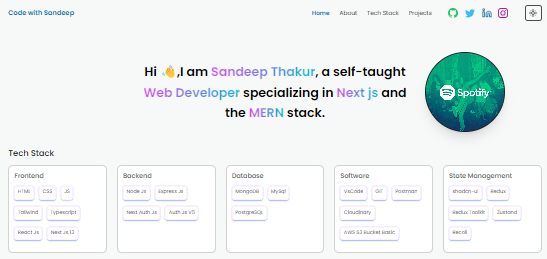 Code with Sandeep
Home About Tech Stack Projects
Hi 👋,I am Sandeep Thakur, a self-taught
Web Developer specializing in Next js and
the MERN stack.
Spotify
Tech Stack
Frontend
HTML CSS JS
Tailwind Typescript
React Js Next Js 13
Backend
Node Js Express Js
Next Auth Js Auth Js V5
Database
MongoDB MySql
PostgreSQL
Software
VsCode GIT Postman
Cloudinary
AWS S3 Bucket Basic
State Management
shadcn-ui Redux
Redux Toolkit Zustand
Recoil